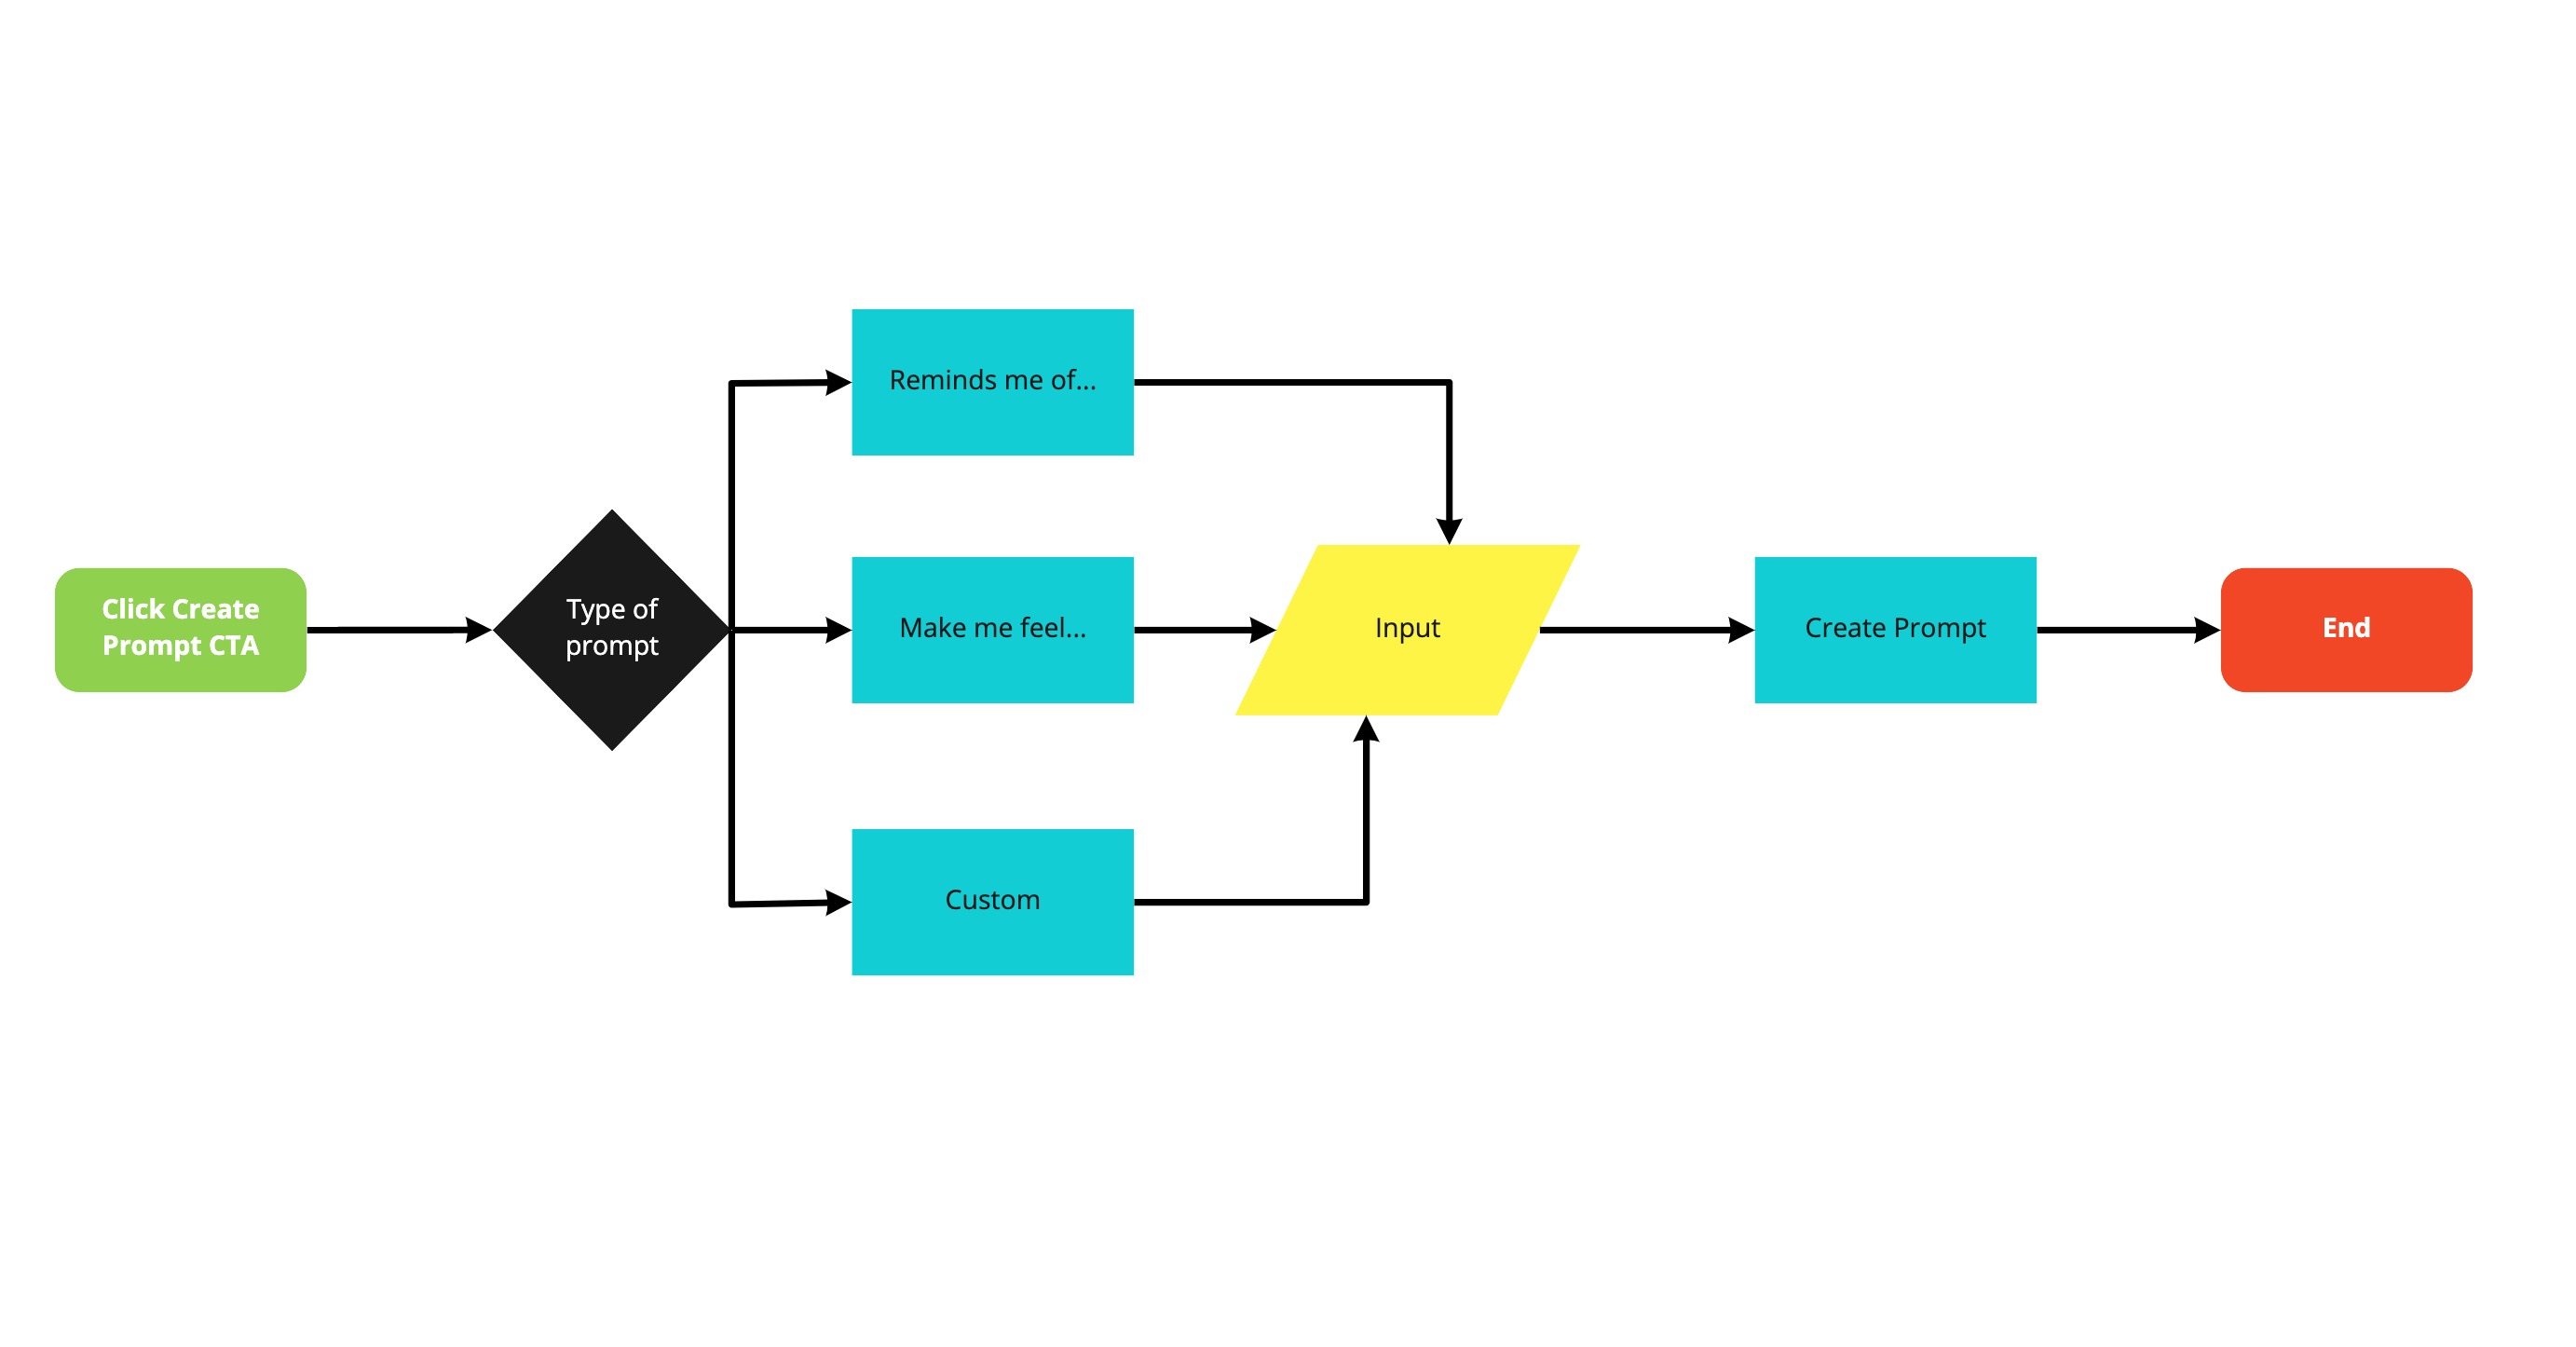 Click Create
Prompt CTA
Type of
prompt
Reminds me of...
Make me feel...
Custom
Input
Create Prompt
End